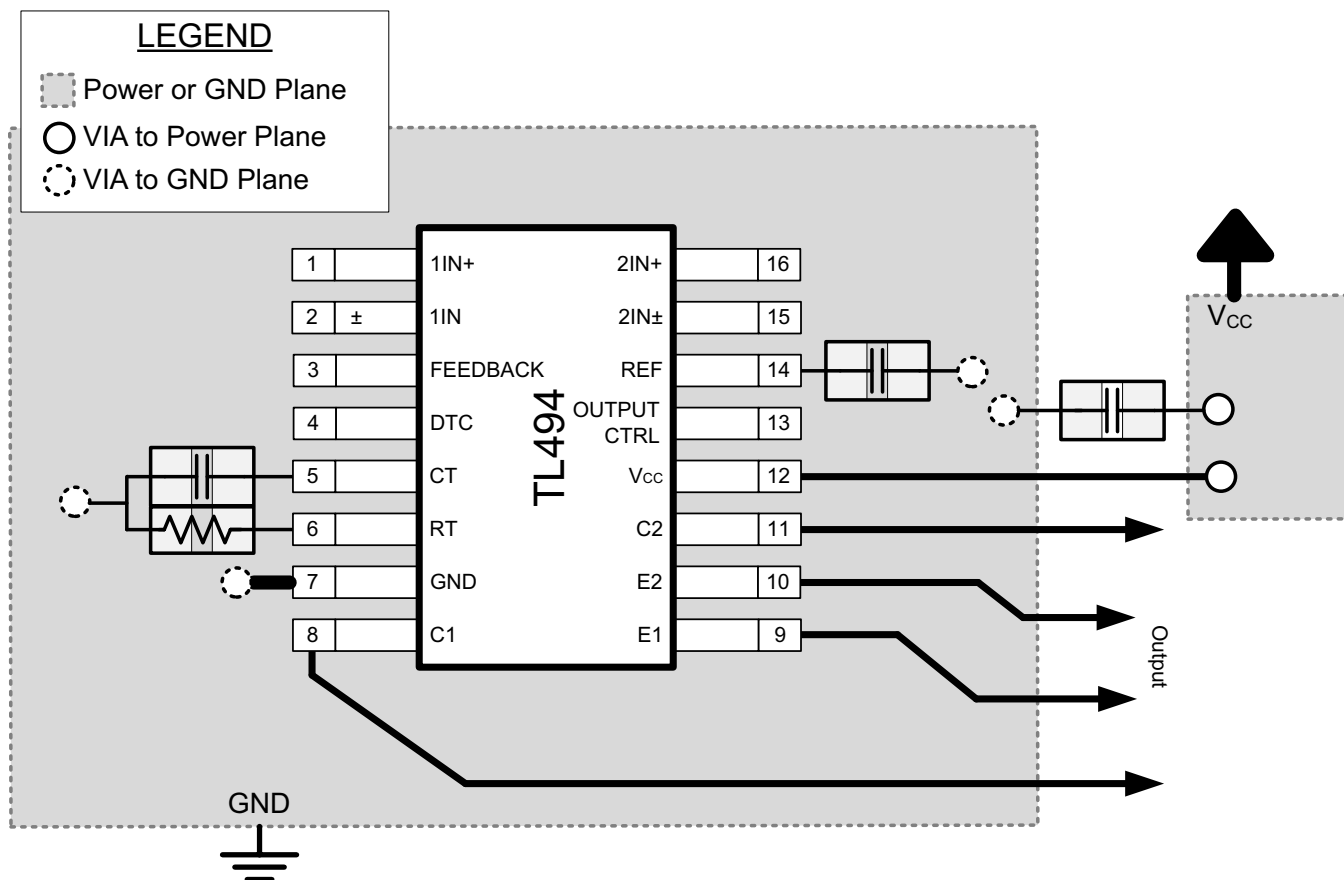 LEGEND
Power or GND Plane
VIA to Power Plane
VIA to GND Plane
1 1IN+
2 ± 1IN
3 FEEDBACK
4 DTC
5 CT
6 RT
7 GND
8 C1
TL494
2IN+ 16
2IN± 15
REF 14
OUTPUT
CTRL 13
VCC 12
C2 11
E2 10
E1 9
VCC
Output
GND